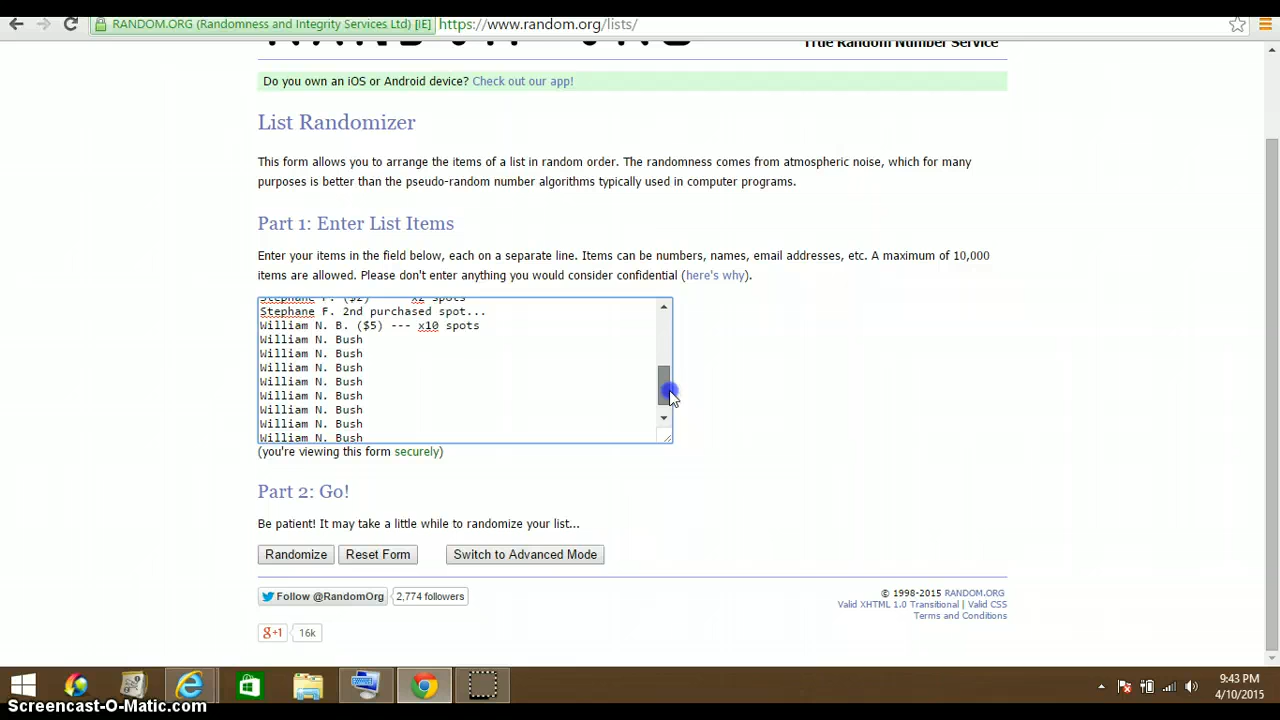 RANDOM.ORG (Randomness and Integrity Services Ltd) [IE] https://www.random.org/lists/
True Random Number Service
Do you own an iOS or Android device? Check out our app!
List Randomizer
This form allows you to arrange the items of a list in random order. The randomness comes from atmospheric noise, which for many
purposes is better than the pseudo-random number algorithms typically used in computer programs.
Part 1: Enter List Items
Enter your items in the field below, each on a separate line. Items can be numbers, names, email addresses, etc. A maximum of 10,000
items are allowed. Please don't enter anything you would consider confidential (here's why).
Stephane F. ($2) x2 spots
Stephane F. 2nd purchased spot...
William N. B. ($5) --- x10 spots
William N. Bush
William N. Bush
William N. Bush
William N. Bush
William N. Bush
William N. Bush
William N. Bush
William N. Bush
(you're viewing this form securely)
Part 2: Go!
Be patient! It may take a little while to randomize your list...
Randomize Reset Form Switch to Advanced Mode
Follow @RandomOrg 2,774 followers
© 1998-2015 RANDOM.ORG
Valid XHTML 1.0 Transitional | Valid CSS
Terms and Conditions
g+1 16k
9:43 PM
4/10/2015
Screencast-O-Matic.com